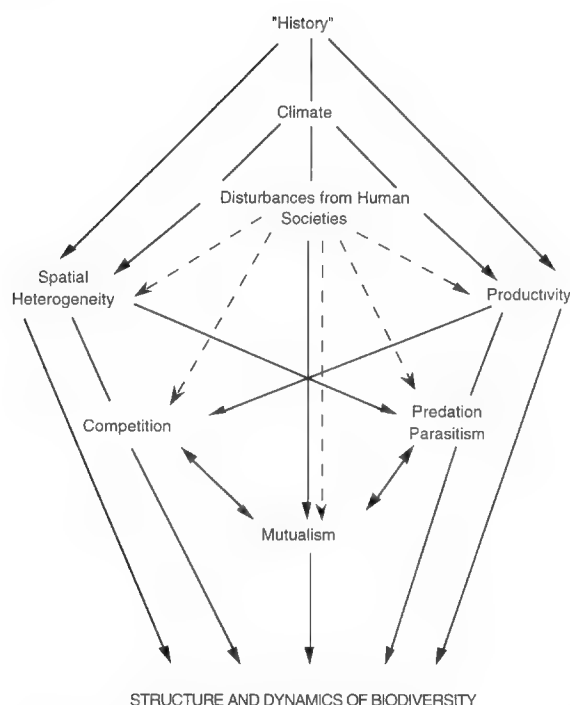 "History"
Climate
Disturbances from Human
Societies
Spatial
Heterogeneity
Productivity
Competition
Predation
Parasitism
Mutualism
STRUCTURE AND DYNAMICS OF BIODIVERSITY